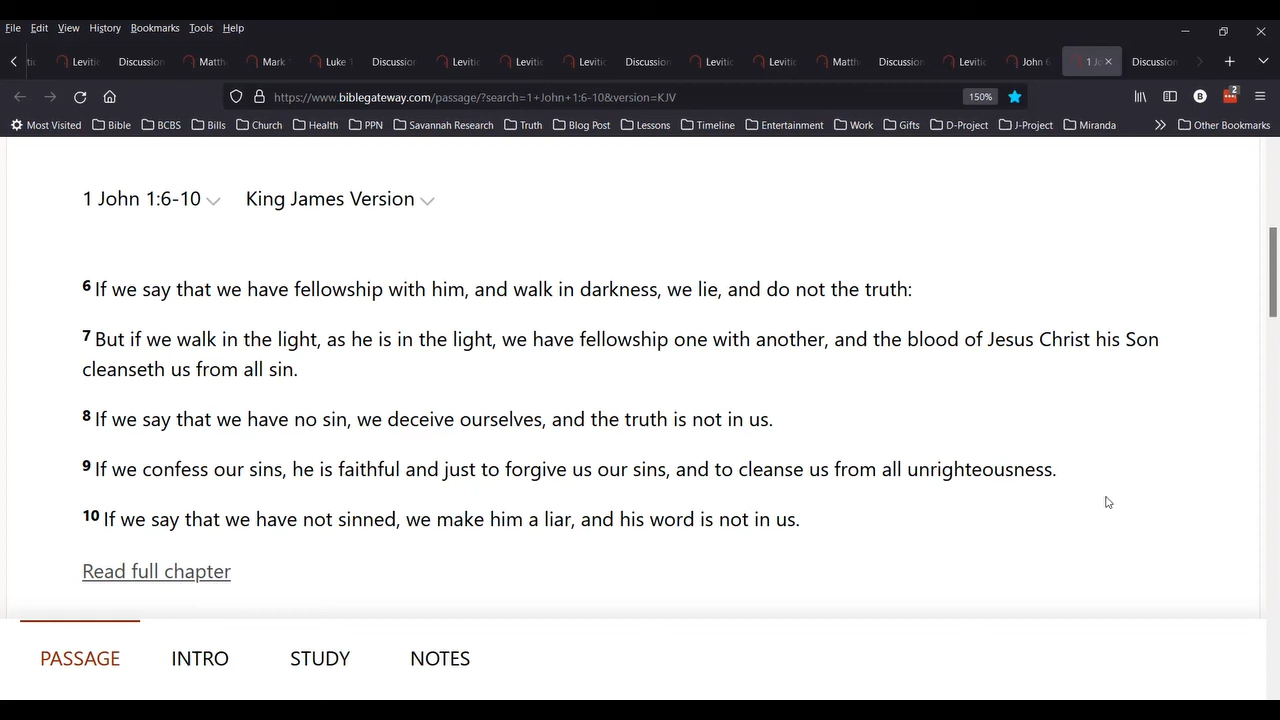 File Edit View History Bookmarks Tools Help
Levitic Discussion Matth Mark Luke 1 Discussion Levitic Levitic Levitic Discussion Levitic Levitic Matth Discussion Levitic John 6 1 Jo Discussion
https://www.biblegateway.com/passage/?search=1+John+1:6-10&version=KJV 150% B 2
Most Visited Bible BCBS Bills Church Health PPN Savannah Research Truth Blog Post Lessons Timeline Entertainment Work Gifts D-Project J-Project Miranda Other Bookmarks
1 John 1:6-10 King James Version
6 If we say that we have fellowship with him, and walk in darkness, we lie, and do not the truth:
7 But if we walk in the light, as he is in the light, we have fellowship one with another, and the blood of Jesus Christ his Son
cleanseth us from all sin.
8 If we say that we have no sin, we deceive ourselves, and the truth is not in us.
9 If we confess our sins, he is faithful and just to forgive us our sins, and to cleanse us from all unrighteousness.
10 If we say that we have not sinned, we make him a liar, and his word is not in us.
Read full chapter
PASSAGE INTRO STUDY NOTES